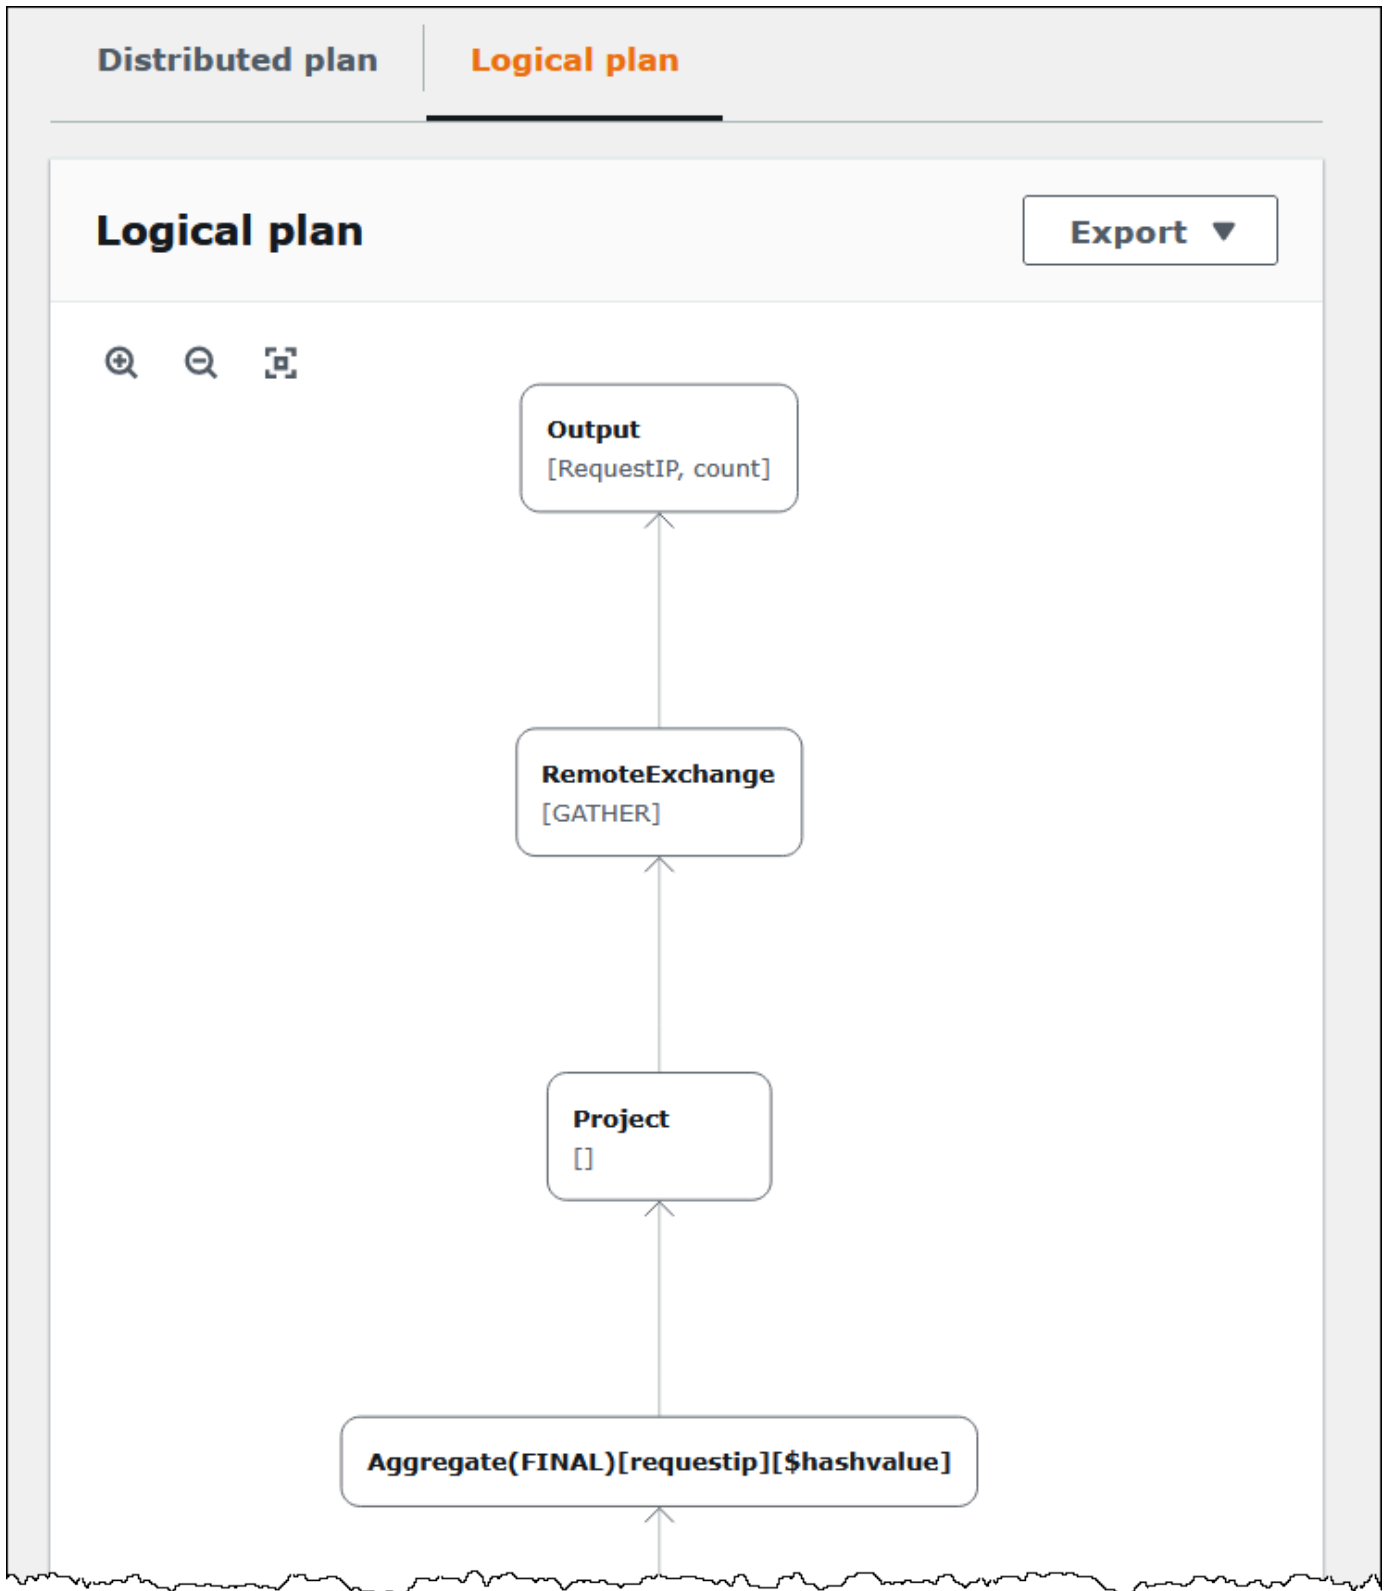 Distributed plan
Logical plan
Logical plan
Export
Output
[RequestIP, count]
RemoteExchange
[GATHER]
Project
[]
Aggregate(FINAL)[requestip][$hashvalue]